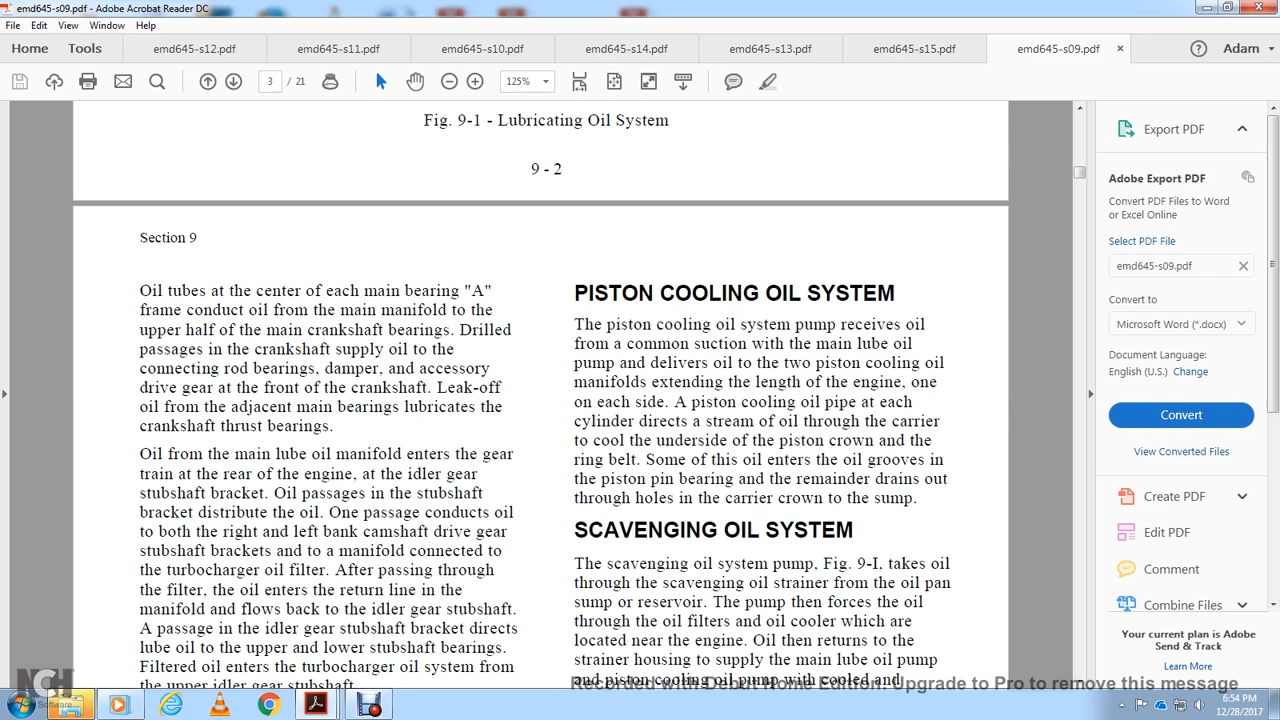 emd645-s09.pdf - Adobe Acrobat Reader DC
File Edit View Window Help
Home Tools emd645-s12.pdf emd645-s11.pdf emd645-s10.pdf emd645-s14.pdf emd645-s13.pdf emd645-s15.pdf emd645-s09.pdf × Adam
3 / 21 125%
Fig. 9-1 - Lubricating Oil System
9 - 2
Section 9
Oil tubes at the center of each main bearing "A"
frame conduct oil from the main manifold to the
upper half of the main crankshaft bearings. Drilled
passages in the crankshaft supply oil to the
connecting rod bearings, damper, and accessory
drive gear at the front of the crankshaft. Leak-off
oil from the adjacent main bearings lubricates the
crankshaft thrust bearings.
Oil from the main lube oil manifold enters the gear
train at the rear of the engine, at the idler gear
stubshaft bracket. Oil passages in the stubshaft
bracket distribute the oil. One passage conducts oil
to both the right and left bank camshaft drive gear
stubshaft brackets and to a manifold connected to
the turbocharger oil filter. After passing through
the filter, the oil enters the return line in the
manifold and flows back to the idler gear stubshaft.
A passage in the idler gear stubshaft bracket directs
lube oil to the upper and lower stubshaft bearings.
Filtered oil enters the turbocharger oil system from
the upper idler gear stubshaft.
PISTON COOLING OIL SYSTEM
The piston cooling oil system pump receives oil
from a common suction with the main lube oil
pump and delivers oil to the two piston cooling oil
manifolds extending the length of the engine, one
on each side. A piston cooling oil pipe at each
cylinder directs a stream of oil through the carrier
to cool the underside of the piston crown and the
ring belt. Some of this oil enters the oil grooves in
the piston pin bearing and the remainder drains out
through holes in the carrier crown to the sump.
SCAVENGING OIL SYSTEM
The scavenging oil system pump, Fig. 9-I, takes oil
through the scavenging oil strainer from the oil pan
sump or reservoir. The pump then forces the oil
through the oil filters and oil cooler which are
located near the engine. Oil then returns to the
strainer housing to supply the main lube oil pump
and piston cooling oil pump with cooled and
Export PDF
Adobe Export PDF
Convert PDF Files to Word
or Excel Online
Select PDF File
emd645-s09.pdf
Convert to
Microsoft Word (*.docx)
Document Language:
English (U.S.) Change
Convert
View Converted Files
Create PDF
Edit PDF
Comment
Combine Files
Your current plan is Adobe
Send & Track
Learn More
NCH
Software
Recorded with Debut Home Edition. Upgrade to Pro to remove this message
6:54 PM
12/28/2017